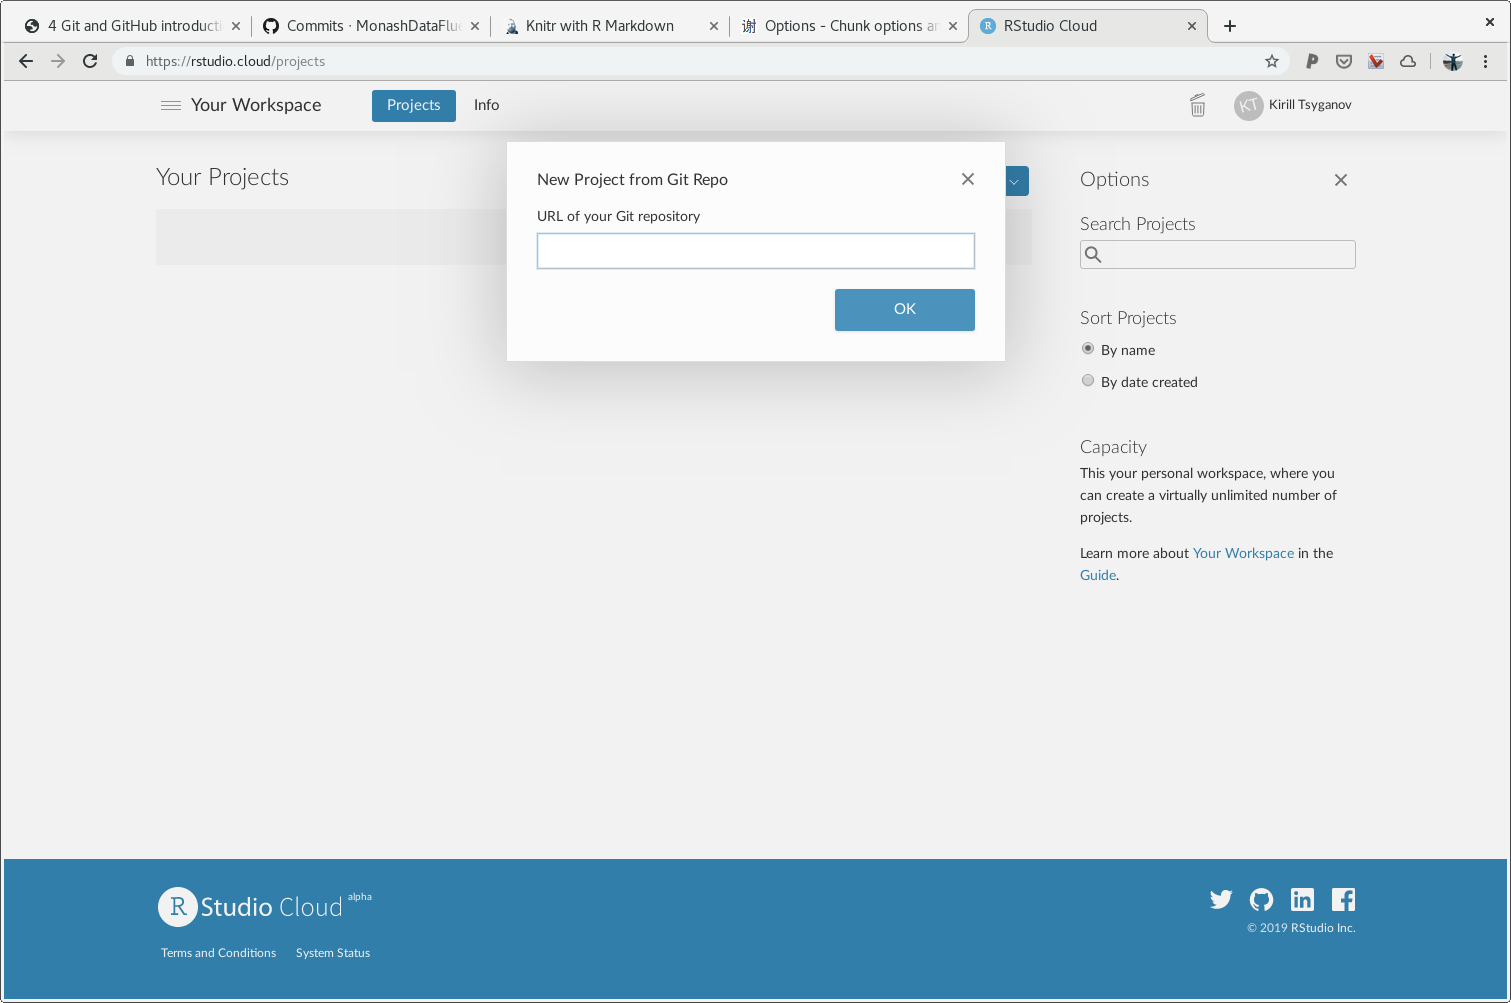 4 Git and GitHub introducti
Commits · MonashDataFlue
Knitr with R Markdown
谢 Options - Chunk options an
R RStudio Cloud
https://rstudio.cloud/projects
Your Workspace
Projects
Info
KT Kirill Tsyganov
Your Projects
New Project from Git Repo
URL of your Git repository
OK
Options
Search Projects
Sort Projects
By name
By date created
Capacity
This your personal workspace, where you
can create a virtually unlimited number of
projects.
Learn more about Your Workspace in the
Guide.
R Studio Cloud alpha
Terms and Conditions
System Status
© 2019 RStudio Inc.